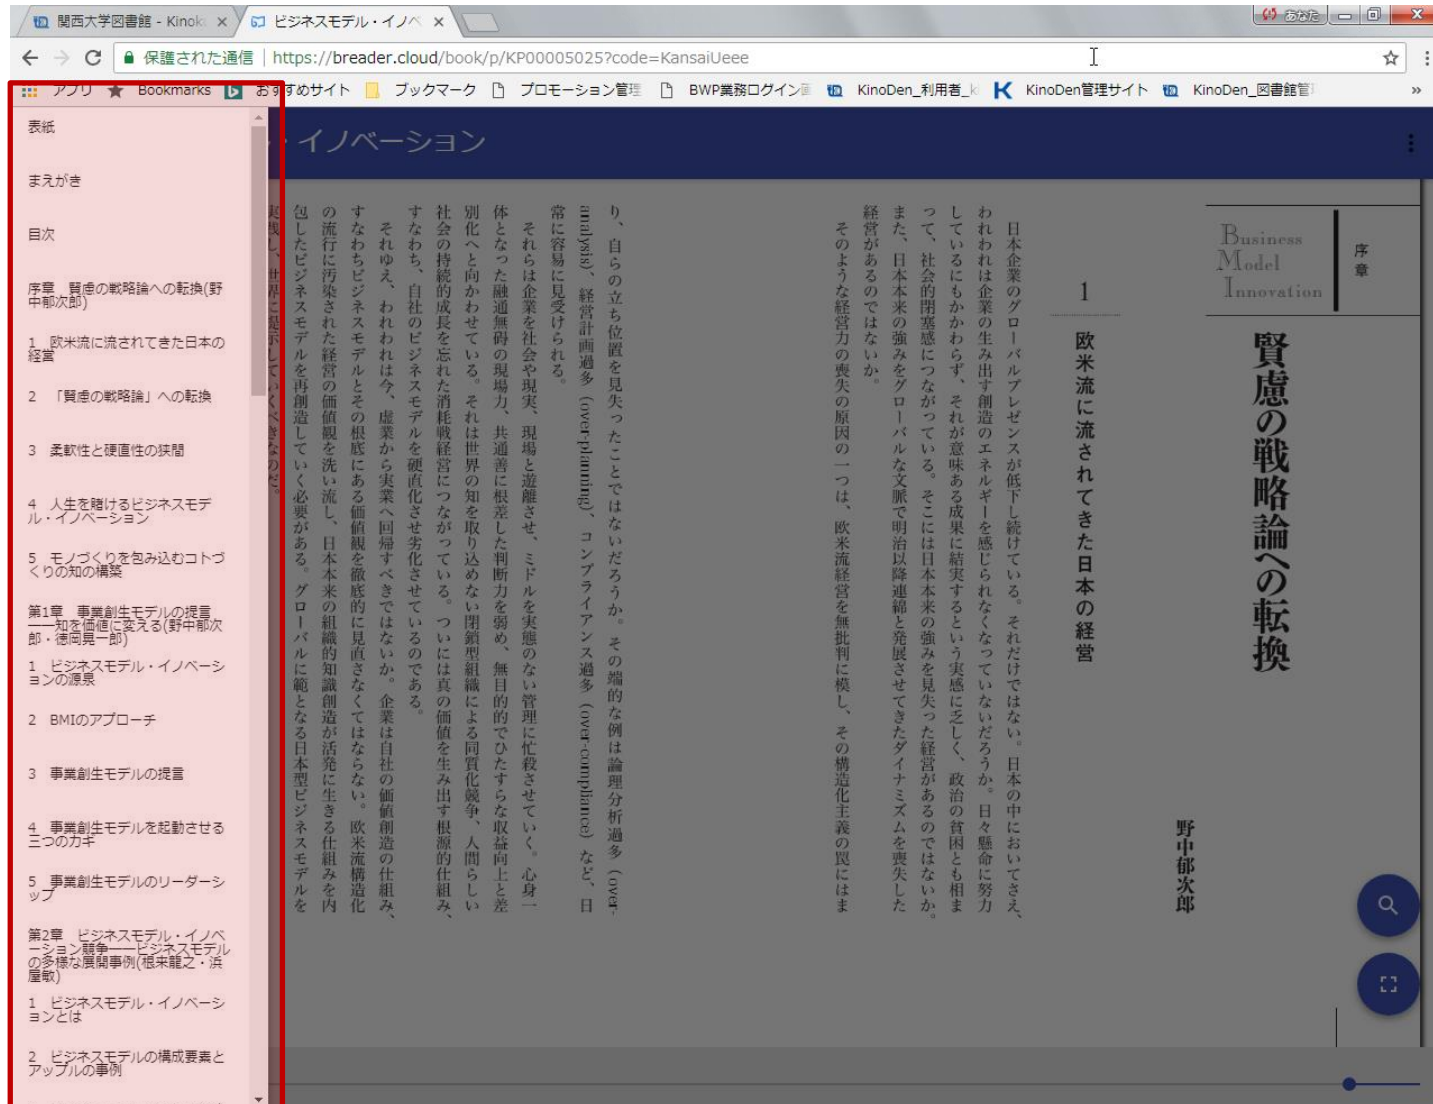 関西大学図書館 - Kinok
ビジネスモデル・イノベ
あなた
保護された通信
https://breader.cloud/book/p/KP00005025?code=KansaiUeee
アプリ
Bookmarks
おすすめサイト
ブックマーク
プロモーション管理
BWP業務ログイン画
KinoDen_利用者_k
KinoDen管理サイト
KinoDen_図書館管理
»
・イノベーション
表紙
まえがき
目次
序章 賢慮の戦略論への転換(野
中郁次郎)
1 欧米流に流されてきた日本の
経営
2 「賢慮の戦略論」への転換
3 柔軟性と硬直性の狭間
4 人生を賭けるビジネスモデ
ル・イノベーション
5 モノづくりを包み込むコトづ
くりの知の構築
第1章 事業創生モデルの提言
――知を価値に変える(野中郁次
郎・徳岡晃一郎)
1 ビジネスモデル・イノベーシ
ョンの源泉
2 BMIのアプローチ
3 事業創生モデルの提言
4 事業創生モデルを起動させる
三つのカギ
5 事業創生モデルのリーダーシ
ップ
第2章 ビジネスモデル・イノベ
ーション競争――ビジネスモデル
の多様な展開事例(根来龍之・浜
屋敏)
1 ビジネスモデル・イノベーシ
ョンとは
2 ビジネスモデルの構成要素と
アップルの事例
序章
Business
Model
Innovation
賢慮の戦略論への転換
野中郁次郎
1 欧米流に流されてきた日本の経営
日本企業のグローバルプレゼンスが低下し続けている。それだけではない。日本の中においてさえ、
われわれは企業の生み出す創造のエネルギーを感じられなくなっていないだろうか。日々懸命に努力
しているにもかかわらず、それが意味ある成果に結実するという実感に乏しく、政治の貧困とも相ま
って、社会的閉塞感につながっている。そこには日本本来の強みを見失った経営があるのではないか。
また、日本本来の強みをグローバルな文脈で明治以降連綿と発展させてきたダイナミズムを喪失した
経営があるのではないか。
そのような経営力の喪失の原因の一つは、欧米流経営を無批判に模し、その構造化主義の罠にはま
り、自らの立ち位置を見失ったことではないだろうか。その端的な例は論理分析過多（over-
analysis）、経営計画過多（over-planning）、コンプライアンス過多（over-compliance）など、日
常に容易に見受けられる。
それらは企業を社会や現実、現場と遊離させ、ミドルを実態のない管理に忙殺させていく。心身一
体となった融通無碍の現場力、共通善に根差した判断力を弱め、無目的的でひたすらな収益向上と差
別化へと向かわせている。それは世界の知を取り込めない閉鎖型組織による同質化競争、人間らしい
社会の持続的成長を忘れた消耗戦経営につながっている。ついには真の価値を生み出す根源的仕組み、
すなわち、自社のビジネスモデルを硬直化させ劣化させているのである。
それゆえ、われわれは今、虚業から実業へ回帰すべきではないか。企業は自社の価値創造の仕組み、
すなわちビジネスモデルとその根底にある価値観を徹底的に見直さなくてはならない。欧米流構造化
の流行に汚染された経営の価値観を洗い流し、日本本来の組織的知識創造が活発に生きる仕組みを内
包したビジネスモデルを再創造していく必要がある。グローバルに範となる日本型ビジネスモデルを
実践し、世界に提示していくべきなのだ。